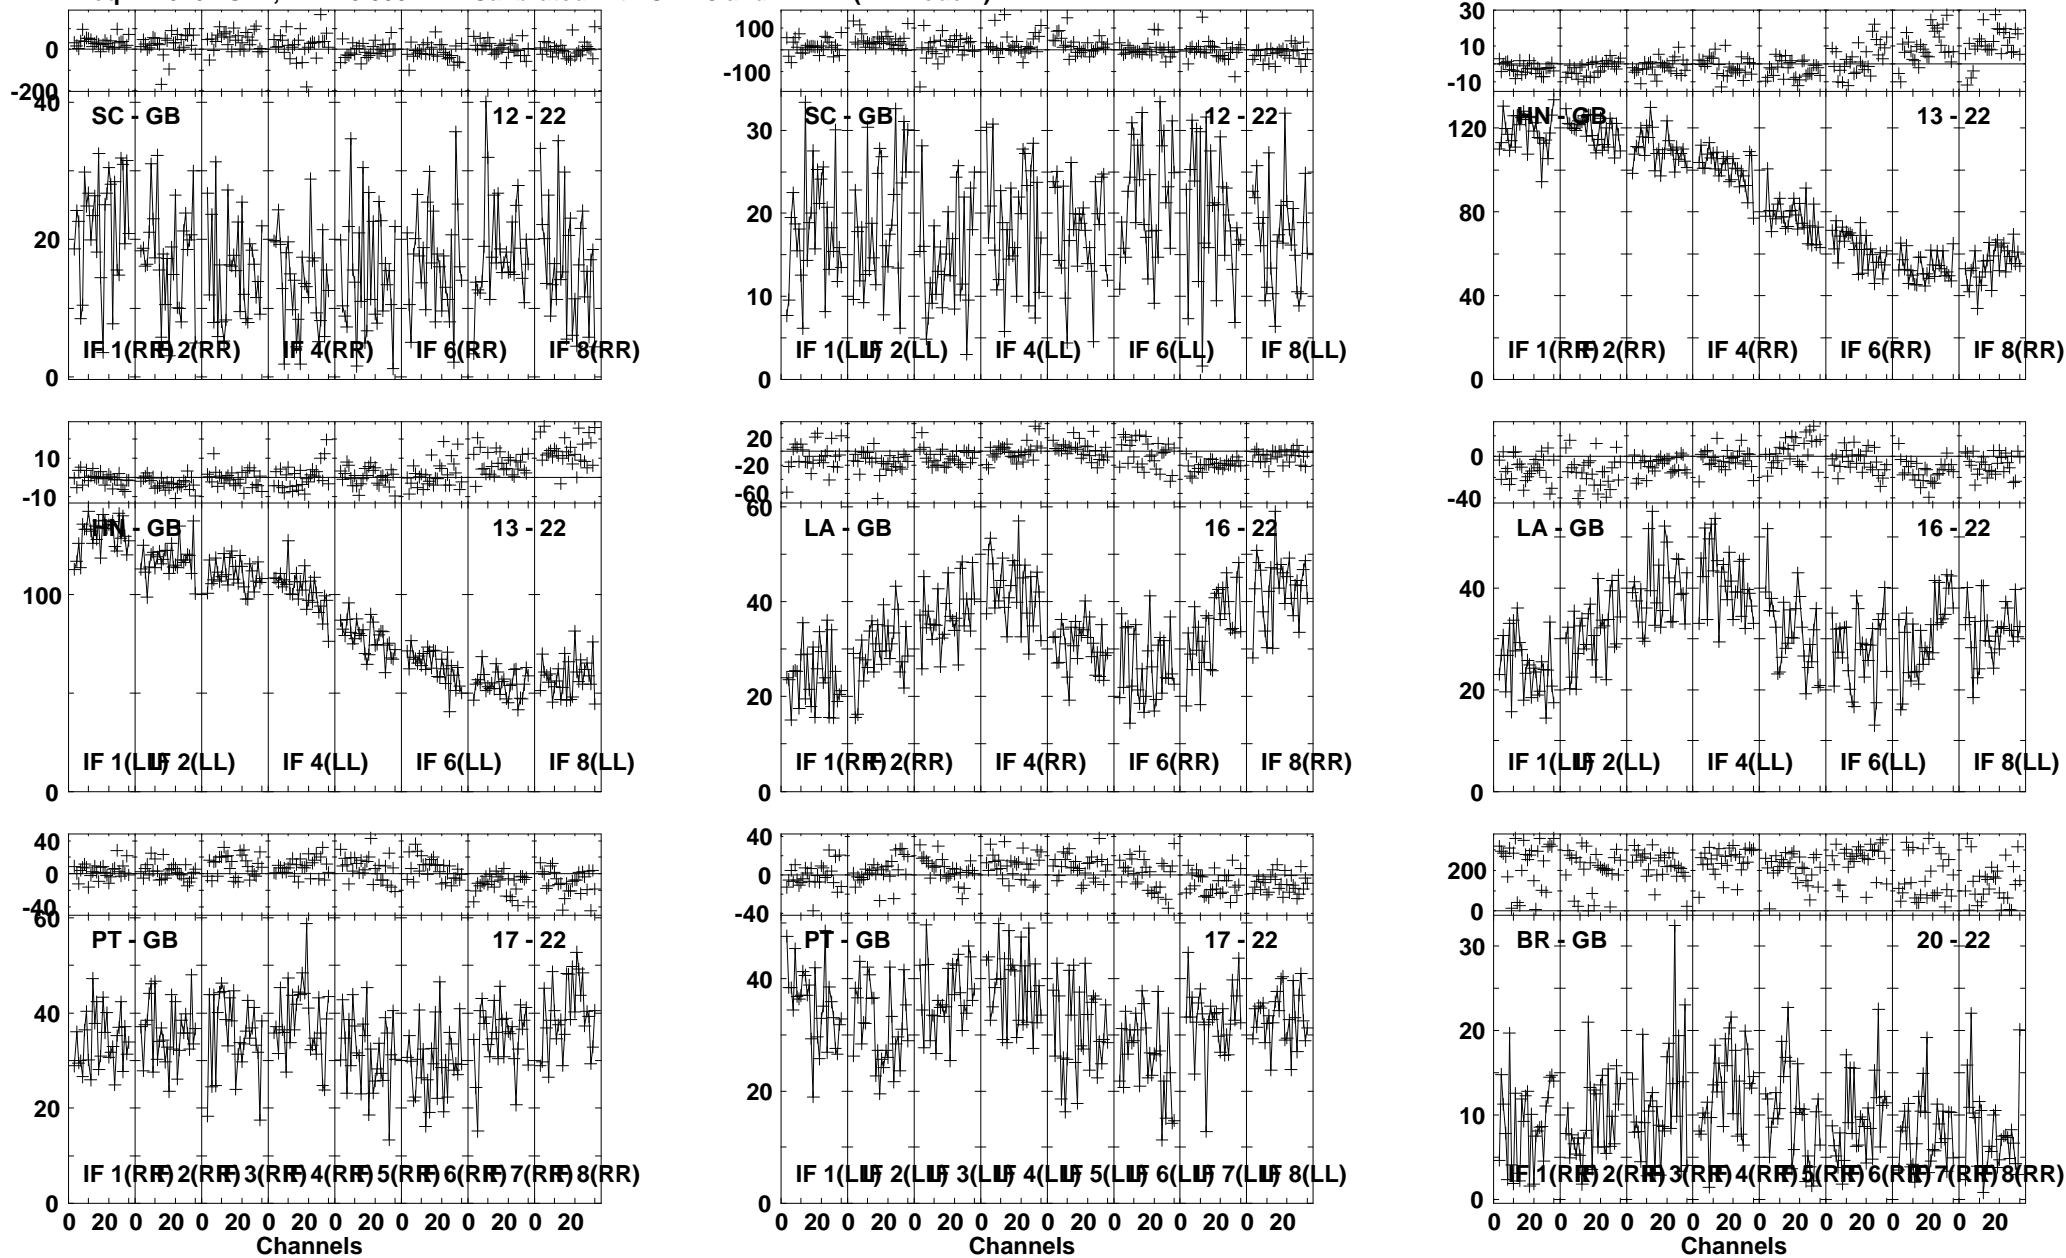 100
30
0
10
-100
-10
-200
40
SC - GB 12 - 22
SC - GB 12 - 22
HN - GB 13 - 22
30
120
20
20
80
10
40
IF 1(RR) IF 2(RR) IF 4(RR) IF 6(RR) IF 8(RR)
IF 1(LL) IF 2(LL) IF 4(LL) IF 6(LL) IF 8(LL)
IF 1(RR) IF 2(RR) IF 4(RR) IF 6(RR) IF 8(RR)
0
0
0
10
-10
20
-20
-60
0
-40
60
HN - GB 13 - 22
LA - GB 16 - 22
LA - GB 16 - 22
100
40
40
20
20
IF 1(LL) IF 2(LL) IF 4(LL) IF 6(LL) IF 8(LL)
IF 1(RR) IF 2(RR) IF 4(RR) IF 6(RR) IF 8(RR)
IF 1(LL) IF 2(LL) IF 4(LL) IF 6(LL) IF 8(LL)
0
0
0
40
0
-40
40
0
-40
200
0
60
PT - GB 17 - 22
PT - GB 17 - 22
BR - GB 20 - 22
40
40
30
20
20
20
10
IF 1(RR) IF 2(RR) IF 3(RR) IF 4(RR) IF 5(RR) IF 6(RR) IF 7(RR) IF 8(RR)
IF 1(LL) IF 2(LL) IF 3(LL) IF 4(LL) IF 5(LL) IF 6(LL) IF 7(LL) IF 8(LL)
IF 1(RR) IF 2(RR) IF 3(RR) IF 4(RR) IF 5(RR) IF 6(RR) IF 7(RR) IF 8(RR)
0
0
0
0 20 0 20 0 20 0 20 0 20 0 20 0 20 0 20
0 20 0 20 0 20 0 20 0 20 0 20 0 20 0 20
0 20 0 20 0 20 0 20 0 20 0 20 0 20 0 20
Channels
Channels
Channels